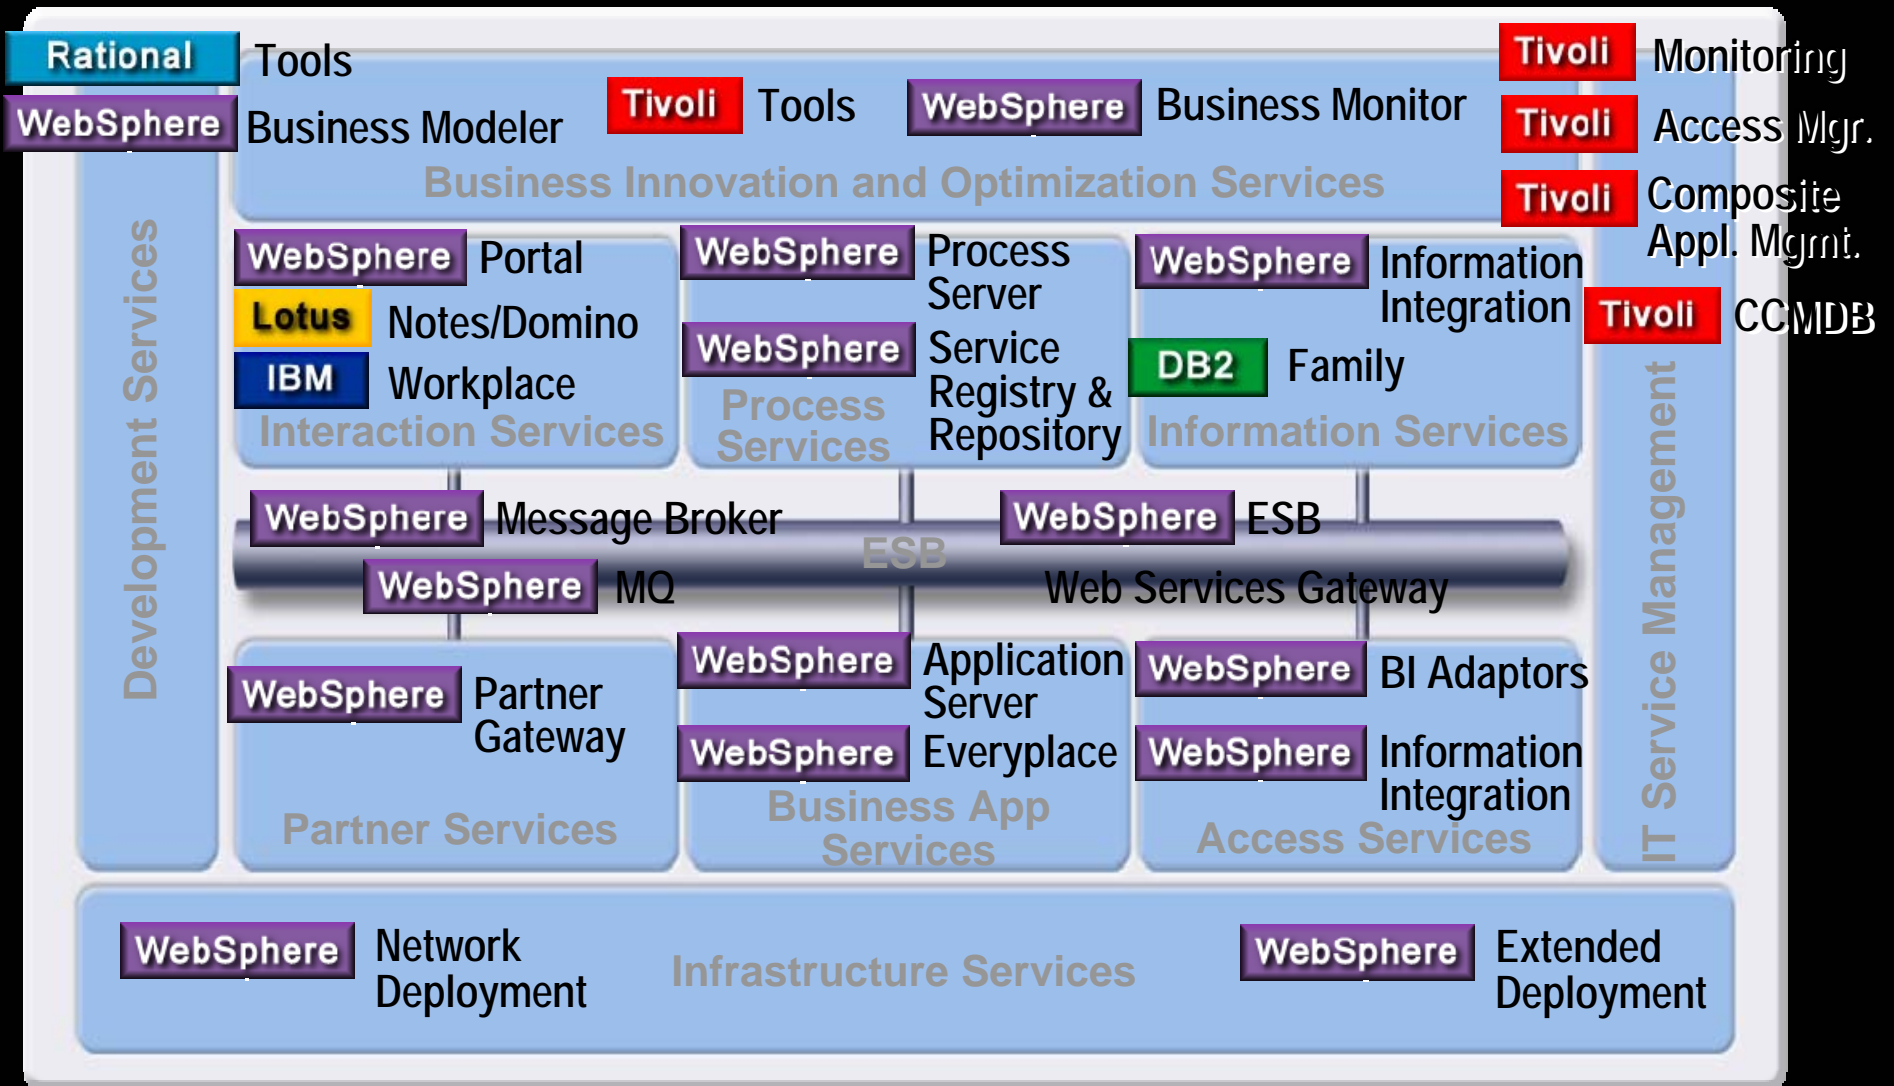 Rational Tools
WebSphere Business Modeler
Tivoli Tools
WebSphere Business Monitor
Business Innovation and Optimization Services
Tivoli Monitoring
Tivoli Access Mgr.
Tivoli Composite
Appl. Mgmt.
Tivoli CCMDB
Development Services
WebSphere Portal
Lotus Notes/Domino
IBM Workplace
Interaction Services
WebSphere Process
Server
WebSphere Service
Registry &
Repository
Process
Services
WebSphere Information
Integration
DB2 Family
Information Services
IT Service Management
WebSphere Message Broker
WebSphere ESB
ESB
WebSphere MQ
Web Services Gateway
WebSphere Partner
Gateway
Partner Services
WebSphere Application
Server
WebSphere Everyplace
Business App
Services
WebSphere BI Adaptors
WebSphere Information
Integration
Access Services
WebSphere Network
Deployment
Infrastructure Services
WebSphere Extended
Deployment